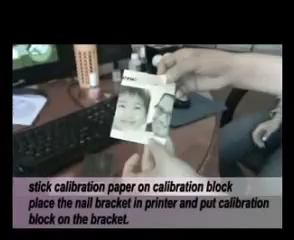 stick calibration paper on calibration block
place the nail bracket in printer and put calibration
block on the bracket.